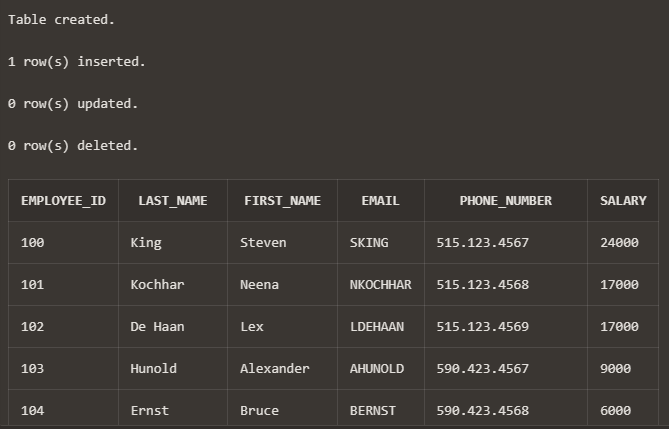 Table created.
1 row(s) inserted.
0 row(s) updated.
0 row(s) deleted.
EMPLOYEE_ID LAST_NAME FIRST_NAME EMAIL PHONE_NUMBER SALARY
100 King Steven SKING 515.123.4567 24000
101 Kochhar Neena NKOCHHAR 515.123.4568 17000
102 De Haan Lex LDEHAAN 515.123.4569 17000
103 Hunold Alexander AHUNOLD 590.423.4567 9000
104 Ernst Bruce BERNST 590.423.4568 6000